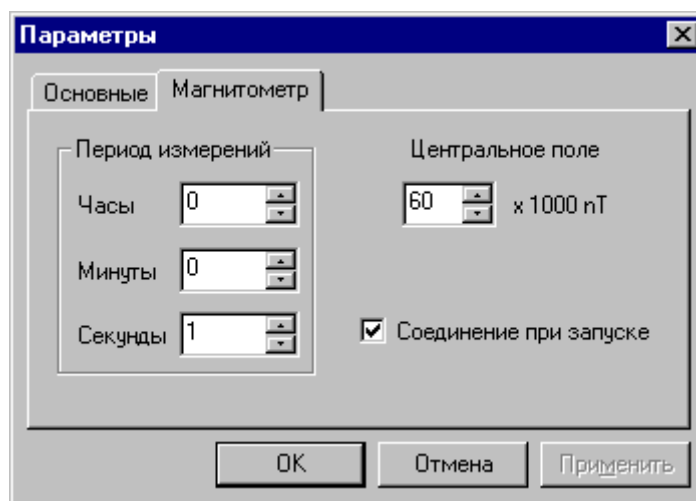 Параметры
Основные Магнитометр
Период измерений Центральное поле
Часы 0 60 x 1000 nT
Минуты 0
Секунды 1 Соединение при запуске
OK Отмена Применить